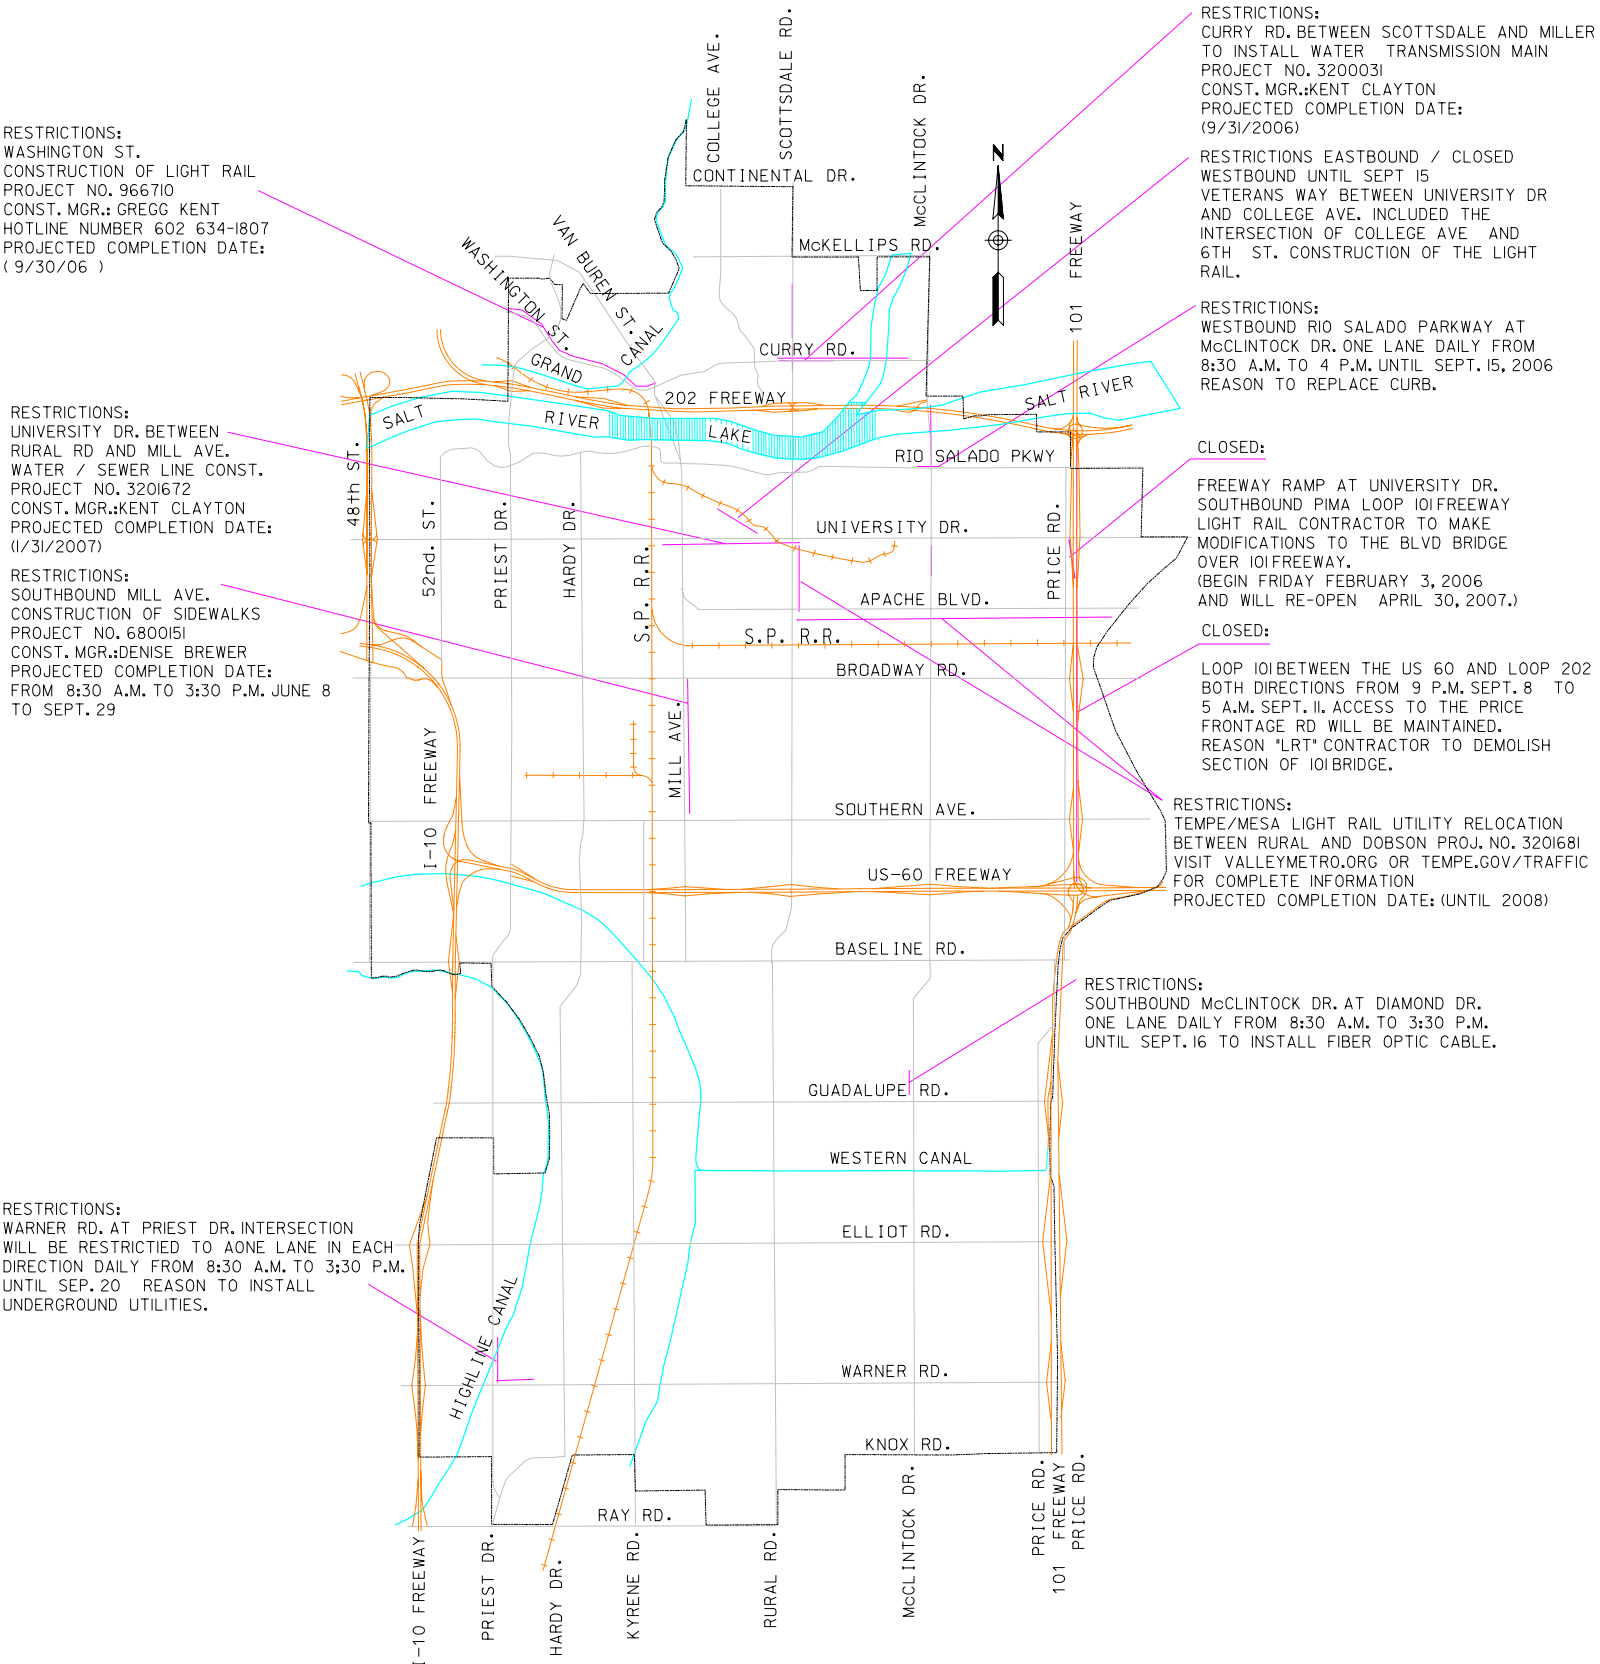 RESTRICTIONS:
CURRY RD. BETWEEN SCOTTSDALE AND MILLER
TO INSTALL WATER TRANSMISSION MAIN
PROJECT NO. 3200031
CONST. MGR.:KENT CLAYTON
PROJECTED COMPLETION DATE:
(9/31/2006)
RESTRICTIONS EASTBOUND / CLOSED
WESTBOUND UNTIL SEPT 15
VETERANS WAY BETWEEN UNIVERSITY DR
AND COLLEGE AVE. INCLUDED THE
INTERSECTION OF COLLEGE AVE AND
6TH ST. CONSTRUCTION OF THE LIGHT
RAIL.
RESTRICTIONS:
WESTBOUND RIO SALADO PARKWAY AT
McCLINTOCK DR. ONE LANE DAILY FROM
8:30 A.M. TO 4 P.M. UNTIL SEPT. 15, 2006
REASON TO REPLACE CURB.
CLOSED:
FREEWAY RAMP AT UNIVERSITY DR.
SOUTHBOUND PIMA LOOP 101 FREEWAY
LIGHT RAIL CONTRACTOR TO MAKE
MODIFICATIONS TO THE BLVD BRIDGE
OVER 101 FREEWAY.
(BEGIN FRIDAY FEBRUARY 3, 2006
AND WILL RE-OPEN APRIL 30, 2007.)
CLOSED:
LOOP 101 BETWEEN THE US 60 AND LOOP 202
BOTH DIRECTIONS FROM 9 P.M. SEPT. 8 TO
5 A.M. SEPT. 11. ACCESS TO THE PRICE
FRONTAGE RD WILL BE MAINTAINED.
REASON "LRT" CONTRACTOR TO DEMOLISH
SECTION OF 101 BRIDGE.
RESTRICTIONS:
TEMPE/MESA LIGHT RAIL UTILITY RELOCATION
BETWEEN RURAL AND DOBSON PROJ. NO. 3201681
VISIT VALLEYMETRO.ORG OR TEMPE.GOV/TRAFFIC
FOR COMPLETE INFORMATION
PROJECTED COMPLETION DATE: (UNTIL 2008)
RESTRICTIONS:
SOUTHBOUND McCLINTOCK DR. AT DIAMOND DR.
ONE LANE DAILY FROM 8:30 A.M. TO 3:30 P.M.
UNTIL SEPT. 16 TO INSTALL FIBER OPTIC CABLE.
RESTRICTIONS:
WASHINGTON ST.
CONSTRUCTION OF LIGHT RAIL
PROJECT NO. 966710
CONST. MGR.: GREGG KENT
HOTLINE NUMBER 602 634-1807
PROJECTED COMPLETION DATE:
( 9/30/06 )
RESTRICTIONS:
UNIVERSITY DR. BETWEEN
RURAL RD AND MILL AVE.
WATER / SEWER LINE CONST.
PROJECT NO. 3201672
CONST. MGR.:KENT CLAYTON
PROJECTED COMPLETION DATE:
(1/31/2007)
RESTRICTIONS:
SOUTHBOUND MILL AVE.
CONSTRUCTION OF SIDEWALKS
PROJECT NO. 6800151
CONST. MGR.:DENISE BREWER
PROJECTED COMPLETION DATE:
FROM 8:30 A.M. TO 3:30 P.M. JUNE 8
TO SEPT. 29
RESTRICTIONS:
WARNER RD. AT PRIEST DR. INTERSECTION
WILL BE RESTRICTIED TO AONE LANE IN EACH
DIRECTION DAILY FROM 8:30 A.M. TO 3;30 P.M.
UNTIL SEP. 20 REASON TO INSTALL
UNDERGROUND UTILITIES.
COLLEGE AVE.
SCOTTSDALE RD.
McCLINTOCK DR.
N
101 FREEWAY
CONTINENTAL DR.
McKELLIPS RD.
VAN BUREN ST.
WASHINGTON ST.
GRAND CANAL
CURRY RD.
202 FREEWAY
SALT RIVER
SALT RIVER
LAKE
RIO SALADO PKWY
48th ST.
52nd. ST.
PRIEST DR.
HARDY DR.
S.P. R.R.
UNIVERSITY DR.
PRICE RD.
APACHE BLVD.
S.P. R.R.
BROADWAY RD.
MILL AVE.
I-10 FREEWAY
SOUTHERN AVE.
US-60 FREEWAY
BASELINE RD.
GUADALUPE RD.
WESTERN CANAL
ELLIOT RD.
HIGHLINE CANAL
WARNER RD.
KNOX RD.
RAY RD.
I-10 FREEWAY
PRIEST DR.
HARDY DR.
KYRENE RD.
RURAL RD.
McCLINTOCK DR.
PRICE RD.
101 FREEWAY
PRICE RD.